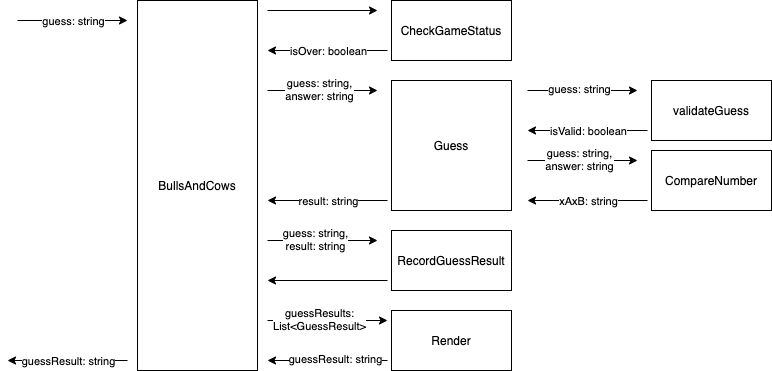 guess: string
CheckGameStatus
isOver: boolean
guess: string,
answer: string
guess: string
validateGuess
isValid: boolean
Guess
guess: string,
answer: string
CompareNumber
BullsAndCows
result: string
xAxB: string
guess: string,
result: string
RecordGuessResult
guessResults:
List<GuessResult>
Render
guessResult: string
guessResult: string